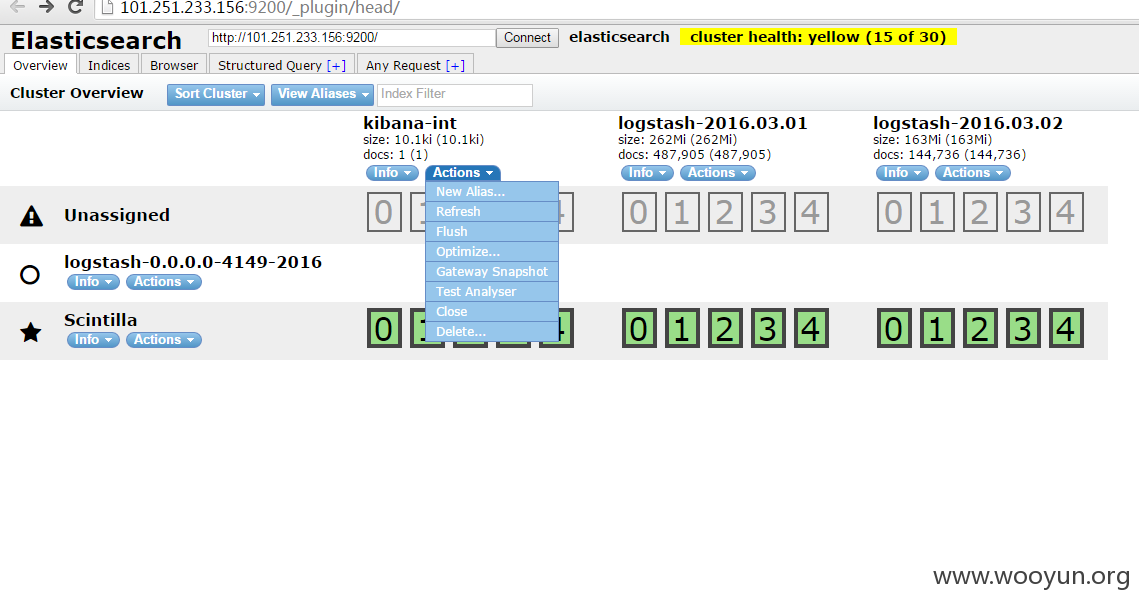 101.251.233.156:9200/_plugin/head/
Elasticsearch http://101.251.233.156:9200/ Connect elasticsearch cluster health: yellow (15 of 30)
Overview Indices Browser Structured Query [+] Any Request [+]
Cluster Overview Sort Cluster View Aliases Index Filter
kibana-int logstash-2016.03.01 logstash-2016.03.02
size: 10.1ki (10.1ki) size: 262Mi (262Mi) size: 163Mi (163Mi)
docs: 1 (1) docs: 487,905 (487,905) docs: 144,736 (144,736)
Info Actions Info Actions Info Actions
New Alias...
Refresh
Flush
Optimize...
Gateway Snapshot
Test Analyser
Close
Delete...
Unassigned 0 0 1 2 3 4 0 1 2 3 4
logstash-0.0.0.0-4149-2016
Info Actions
Scintilla 0 0 1 2 3 4 0 1 2 3 4
Info Actions
www.wooyun.org